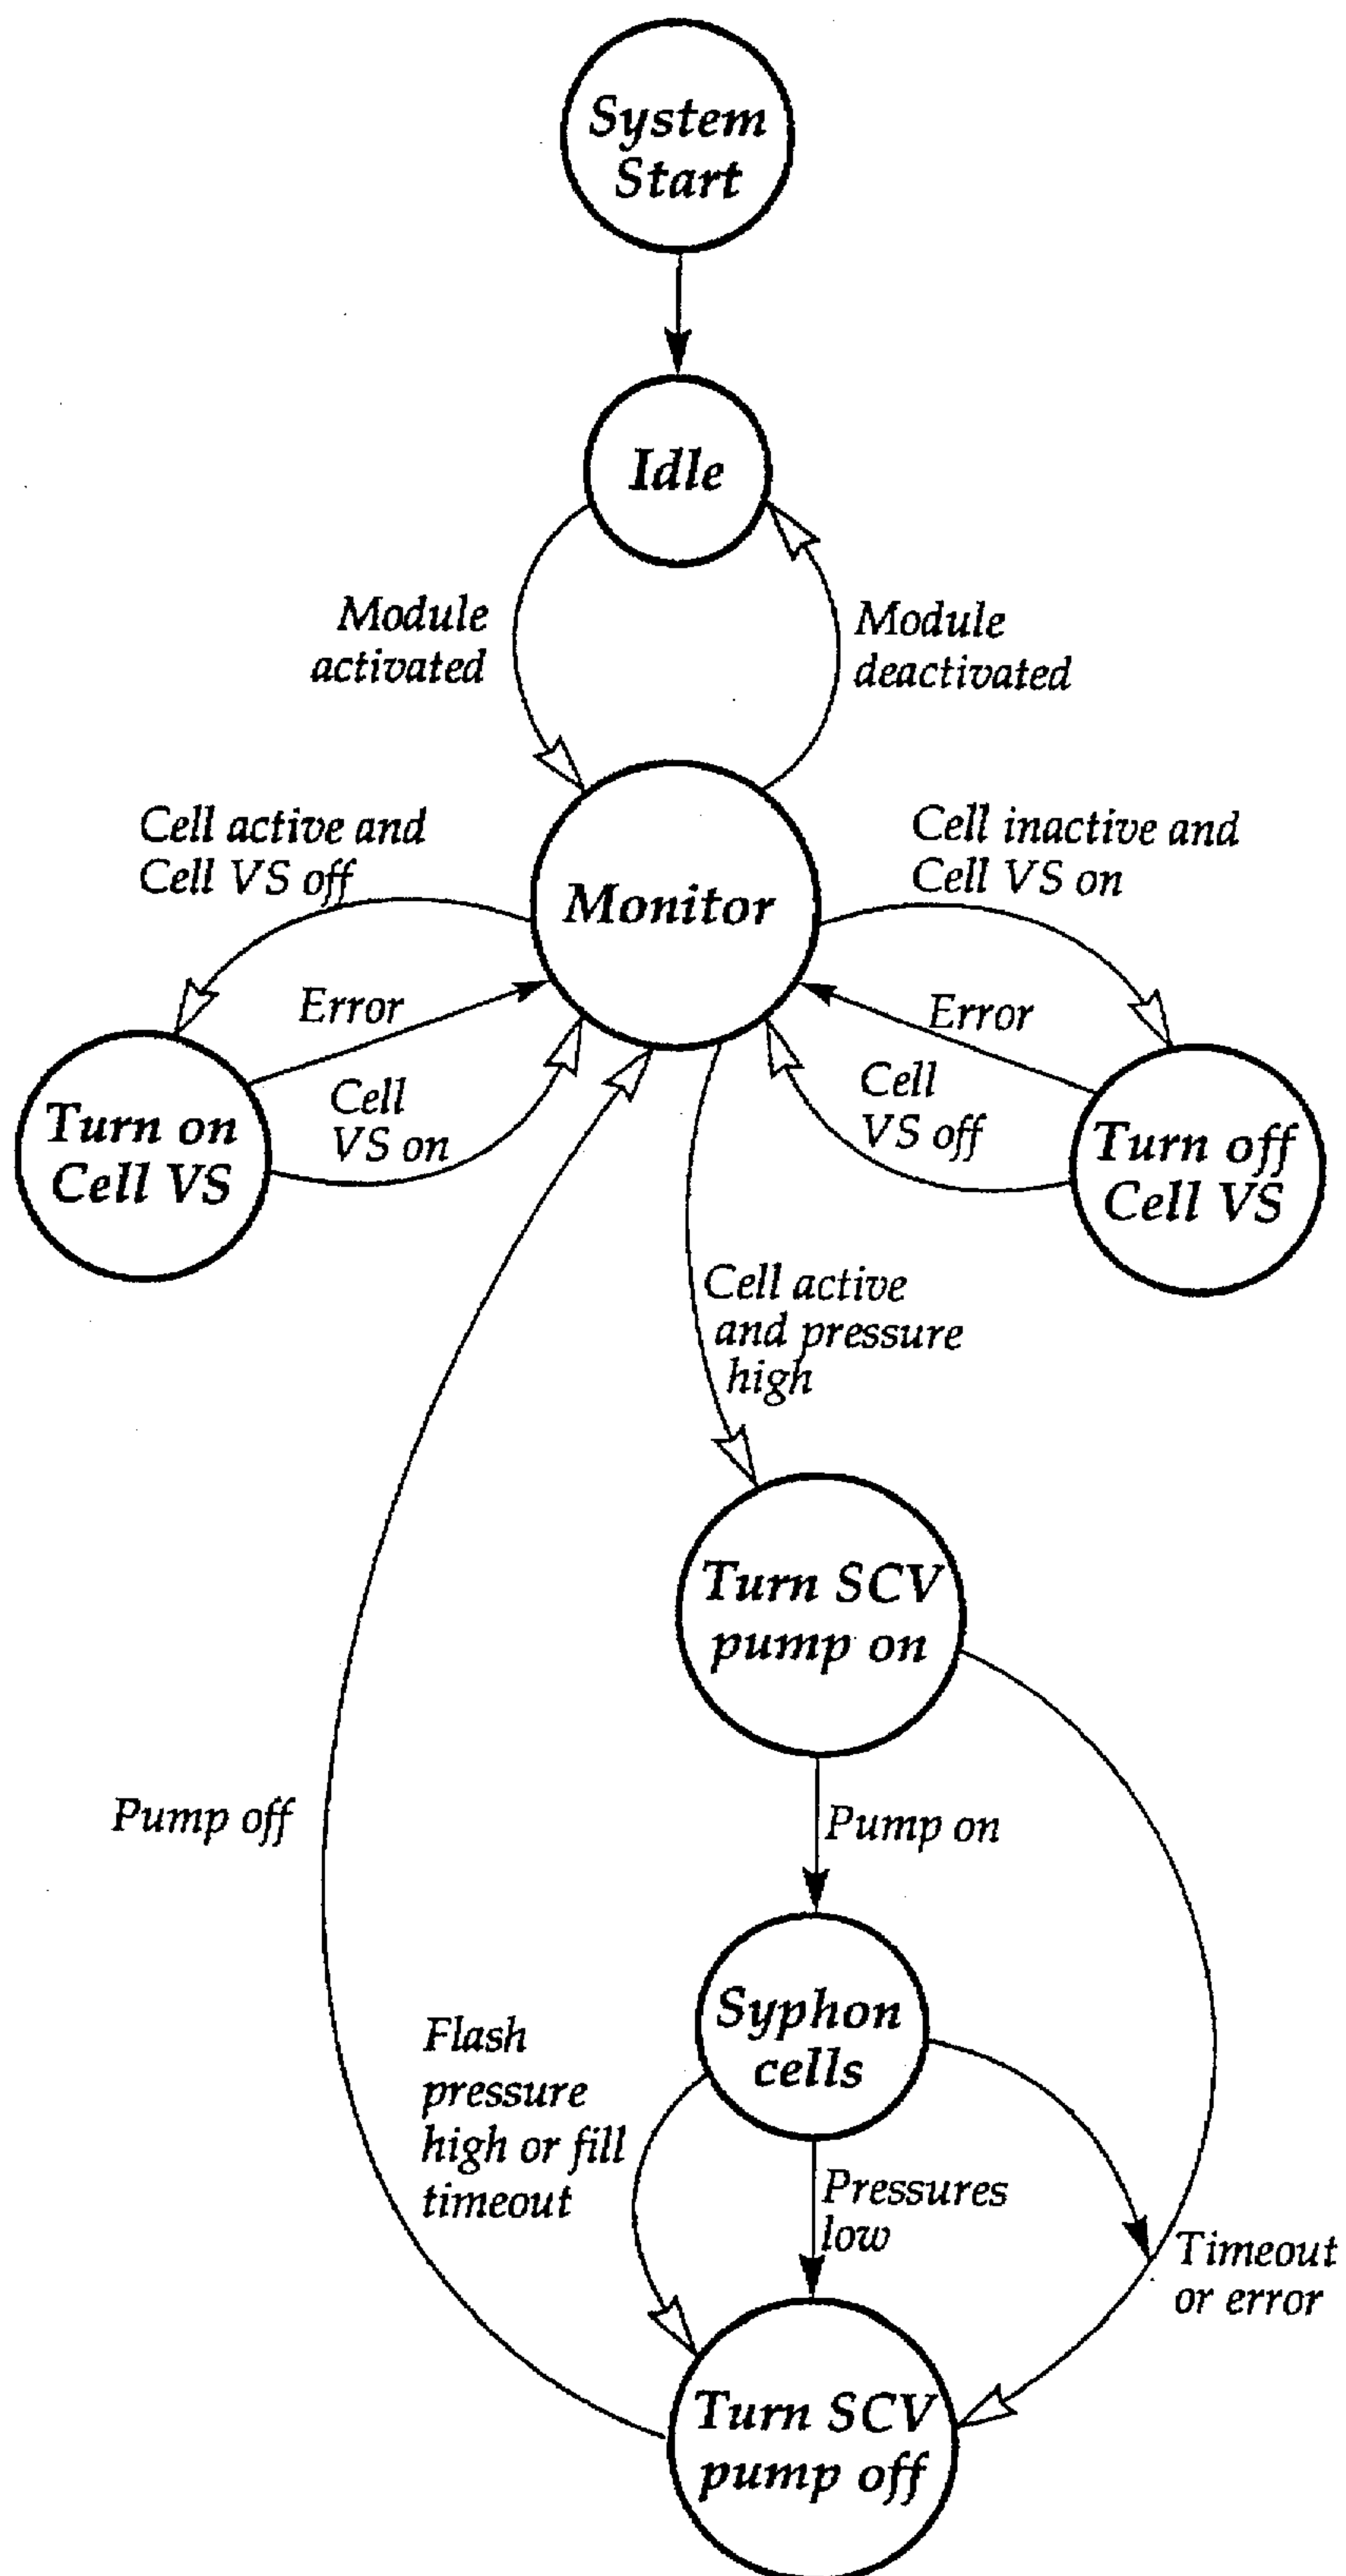 System
Start
Idle
Module
activated
Module
deactivated
Cell active and
Cell VS off
Monitor
Cell inactive and
Cell VS on
Error
Error
Cell
VS on
Cell
VS off
Turn on
Cell VS
Turn off
Cell VS
Cell active
and pressure
high
Turn SCV
pump on
Pump off
Pump on
Syphon
cells
Flash
pressure
high or fill
timeout
Pressures
low
Timeout
or error
Turn SCV
pump off